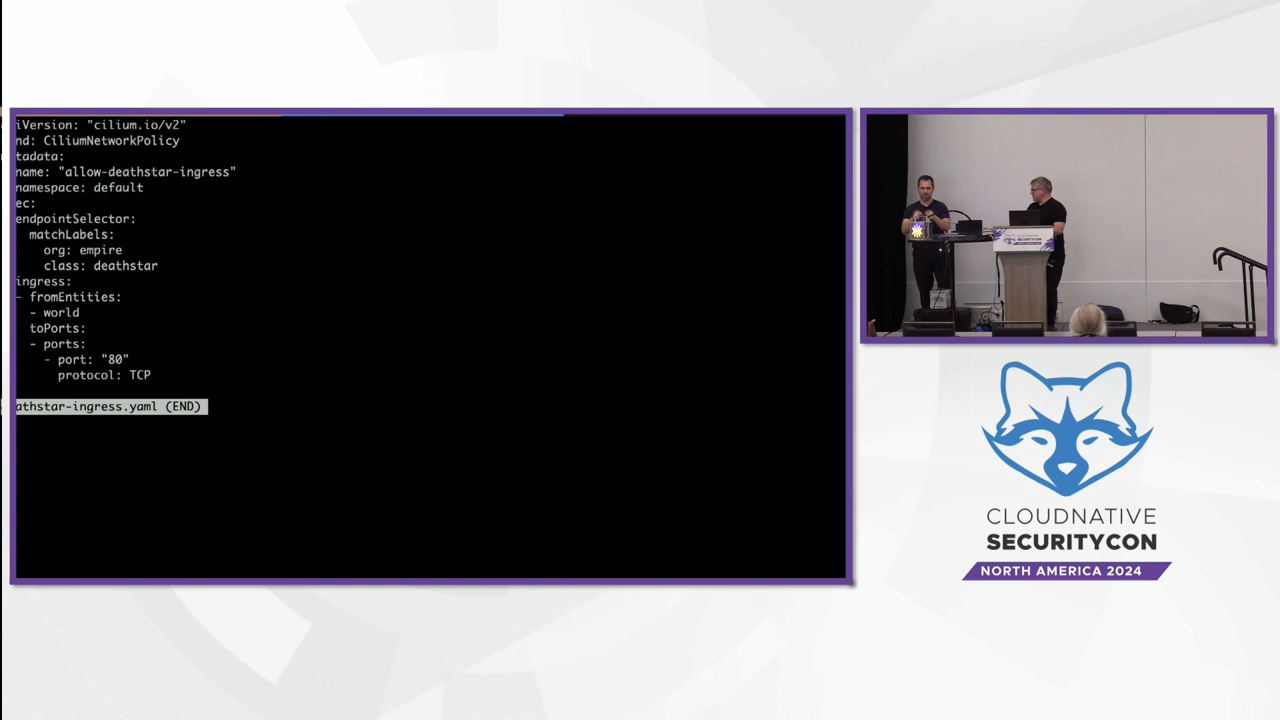 iVersion: "cilium.io/v2"
nd: CiliumNetworkPolicy
tadata:
name: "allow-deathstar-ingress"
namespace: default
ec:
endpointSelector:
matchLabels:
org: empire
class: deathstar
ingress:
- fromEntities:
- world
toPorts:
- ports:
- port: "80"
protocol: TCP
athstar-ingress.yaml (END)
CLOUDNATIVE
SECURITYCON
NORTH AMERICA 2024